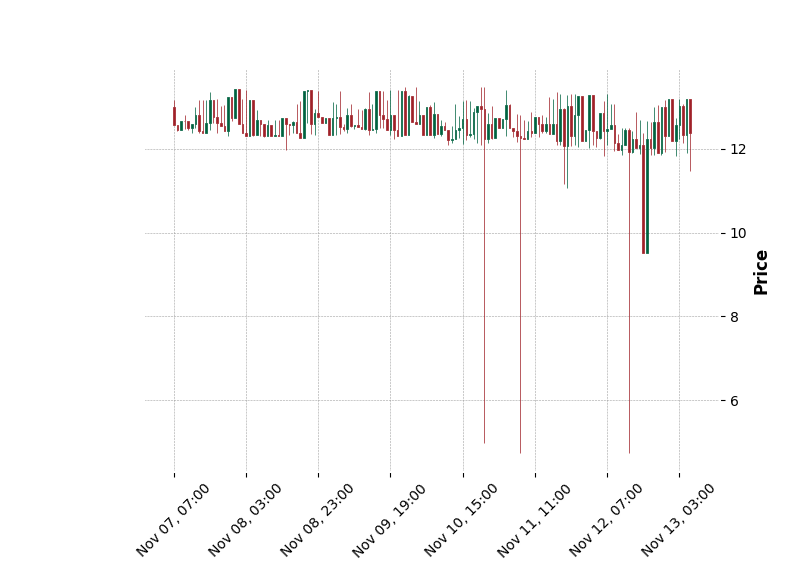 12
10
8
6
Price
Nov 07, 07:00
Nov 08, 03:00
Nov 08, 23:00
Nov 09, 19:00
Nov 10, 15:00
Nov 11, 11:00
Nov 12, 07:00
Nov 13, 03:00